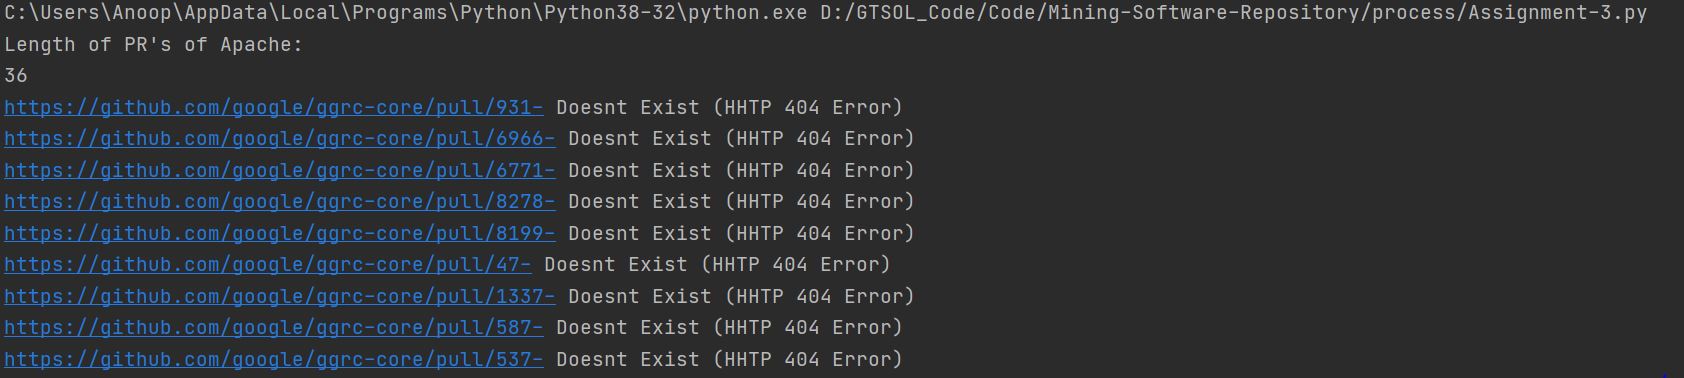 C:\Users\Anoop\AppData\Local\Programs\Python\Python38-32\python.exe D:/GTSOL_Code/Code/Mining-Software-Repository/process/Assignment-3.py
Length of PR's of Apache:
36
https://github.com/google/ggrc-core/pull/931- Doesnt Exist (HHTP 404 Error)
https://github.com/google/ggrc-core/pull/6966- Doesnt Exist (HHTP 404 Error)
https://github.com/google/ggrc-core/pull/6771- Doesnt Exist (HHTP 404 Error)
https://github.com/google/ggrc-core/pull/8278- Doesnt Exist (HHTP 404 Error)
https://github.com/google/ggrc-core/pull/8199- Doesnt Exist (HHTP 404 Error)
https://github.com/google/ggrc-core/pull/47- Doesnt Exist (HHTP 404 Error)
https://github.com/google/ggrc-core/pull/1337- Doesnt Exist (HHTP 404 Error)
https://github.com/google/ggrc-core/pull/587- Doesnt Exist (HHTP 404 Error)
https://github.com/google/ggrc-core/pull/537- Doesnt Exist (HHTP 404 Error)